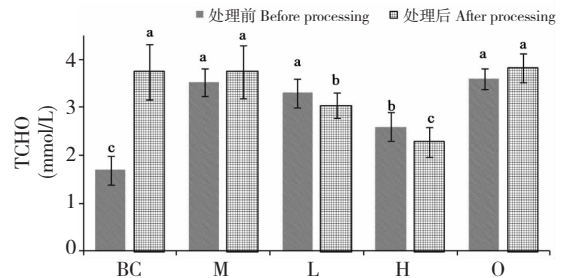 ■ 处理前 Before processing 处理后 After processing
TCHO
(mmol/L)
4
3
2
1
0
c a a a a b b c a a
BC M L H O